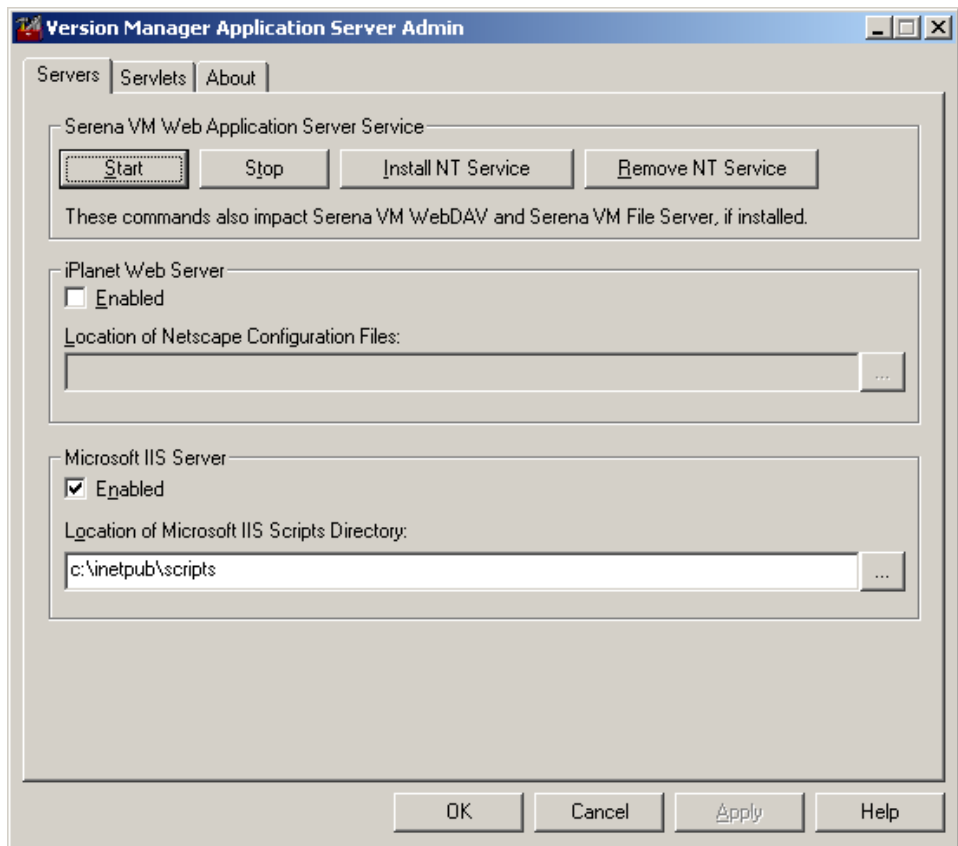 Version Manager Application Server Admin
Servers Servlets About
Serena VM Web Application Server Service
Start Stop Install NT Service Remove NT Service
These commands also impact Serena VM WebDAV and Serena VM File Server, if installed.
iPlanet Web Server
Enabled
Location of Netscape Configuration Files:
...
Microsoft IIS Server
Enabled
Location of Microsoft IIS Scripts Directory:
c:\inetpub\scripts ...
OK Cancel Apply Help